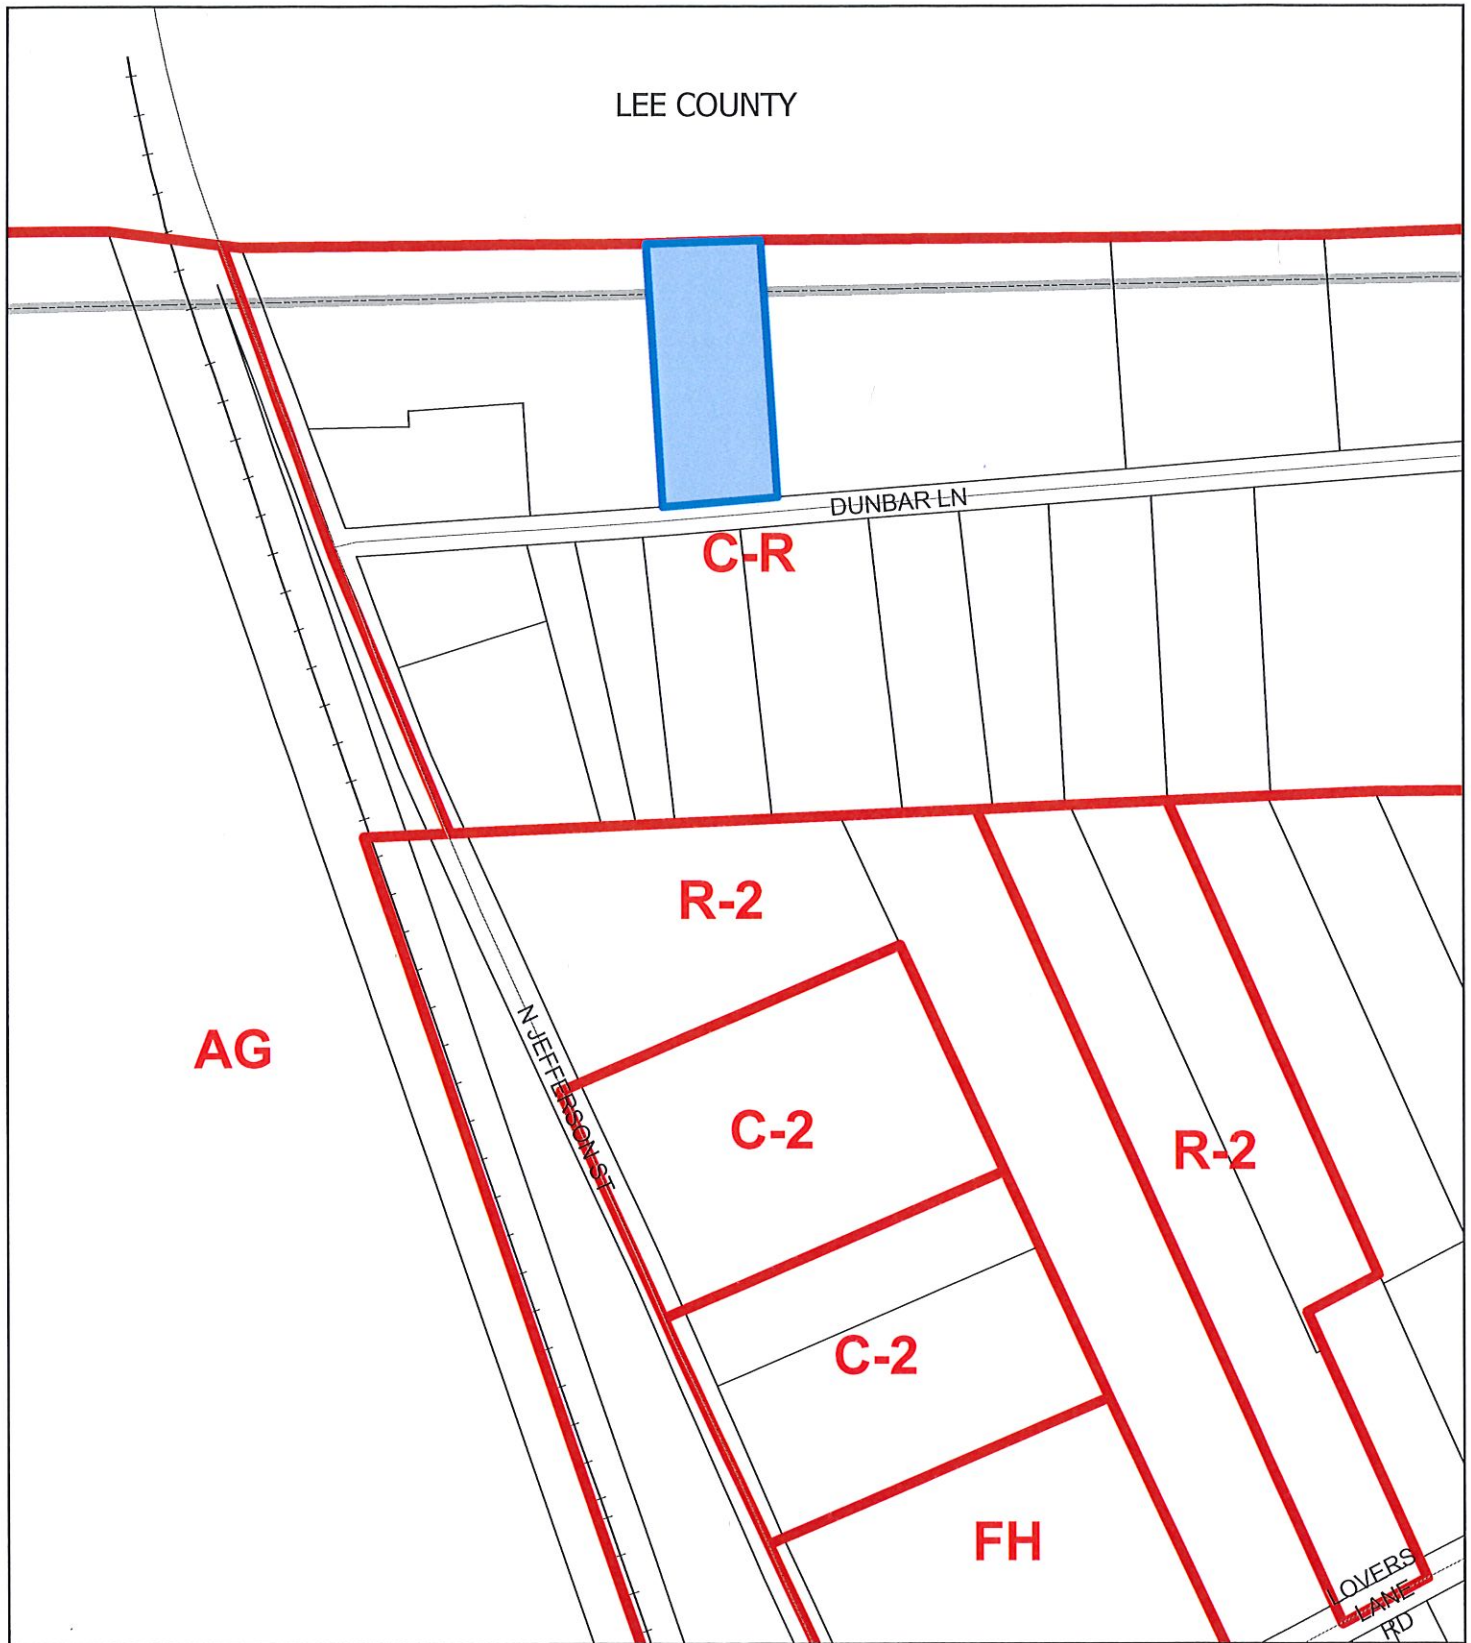 LEE COUNTY
DUNBAR LN
C-R
R-2
AG
N JEFFERSON ST
C-2
R-2
C-2
FH
LOVERS
LANE
RD